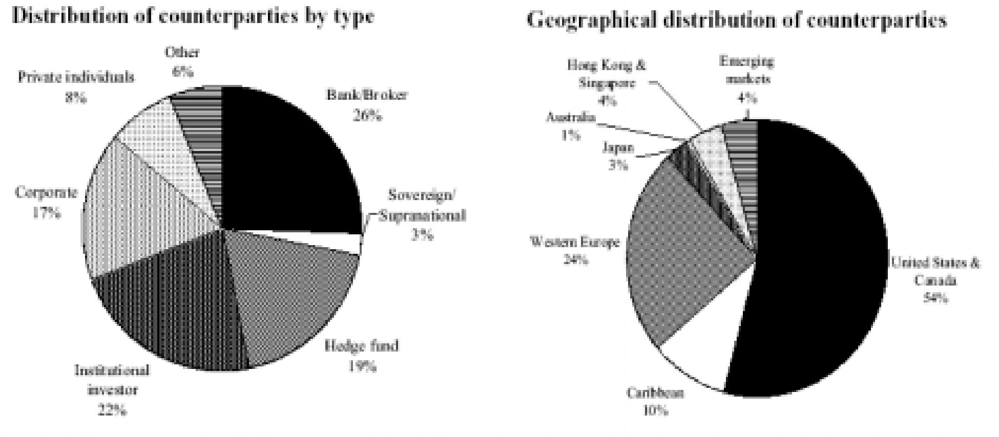 Distribution of counterparties by type
Other
6%
Private individuals
8%
Bank/Broker
26%
Corporate
17%
Sovereign/
Supranational
3%
Hedge fund
19%
Institutional
investor
22%
Geographical distribution of counterparties
Hong Kong &
Singapore
4%
Emerging
markets
4%
Australia
1%
Japan
3%
Western Europe
24%
United States &
Canada
54%
Caribbean
10%